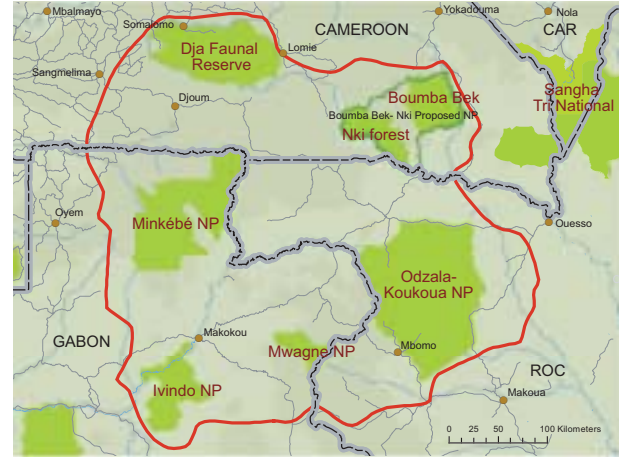 Mbalmayo
Yokadouma
Nola
Somalomo
CAMEROON
CAR
Dja Faunal
Reserve
Lomie
Sangmelima
Sangha
Tri National
Boumba Bek
Djoum
Boumba Bek- Nki Proposed NP
Nki forest
Oyem
Minkébé NP
Ouesso
Odzala-
Koukoua NP
GABON
Makokou
Mwagne NP
Mbomo
ROC
Ivindo NP
Makoua
0 25 50 100 Kilometers